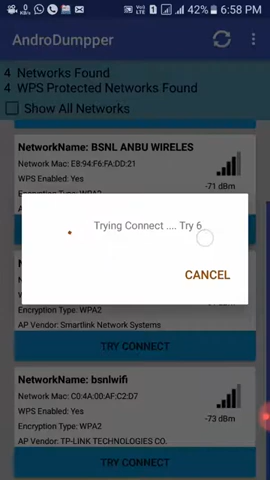 42% 6:58 PM
AndroDumpper
4 Networks Found
4 WPS Protected Networks Found
Show All Networks
NetworkName: BSNL ANBU WIRELES
Network Mac: E8:94:F6:FA:DD:21
WPS Enabled: Yes
-71 dBm
Trying Connect .... Try 6
CANCEL
Encryption Type: WPA2
AP Vendor: Smartlink Network Systems
TRY CONNECT
NetworkName: bsnlwifi
Network Mac: C0:4A:00:AF:C2:D7
WPS Enabled: Yes
-73 dBm
Encryption Type: WPA2
AP Vendor: TP-LINK TECHNOLOGIES CO.
TRY CONNECT